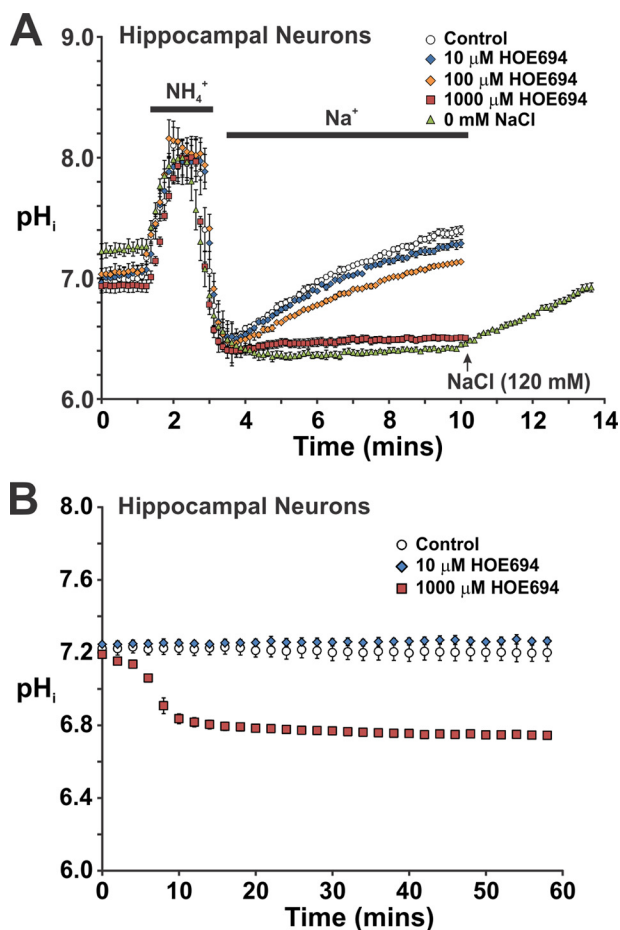 A
Hippocampal Neurons
Control
10 μM HOE694
100 μM HOE694
1000 μM HOE694
0 mM NaCl
NH₄⁺
Na⁺
9.0
8.0
pHᵢ
7.0
6.0
NaCl (120 mM)
0 2 4 6 8 10 12 14
Time (mins)
B
Hippocampal Neurons
Control
10 μM HOE694
1000 μM HOE694
8.0
7.6
7.2
pHᵢ
6.8
6.4
6.0
0 10 20 30 40 50 60
Time (mins)